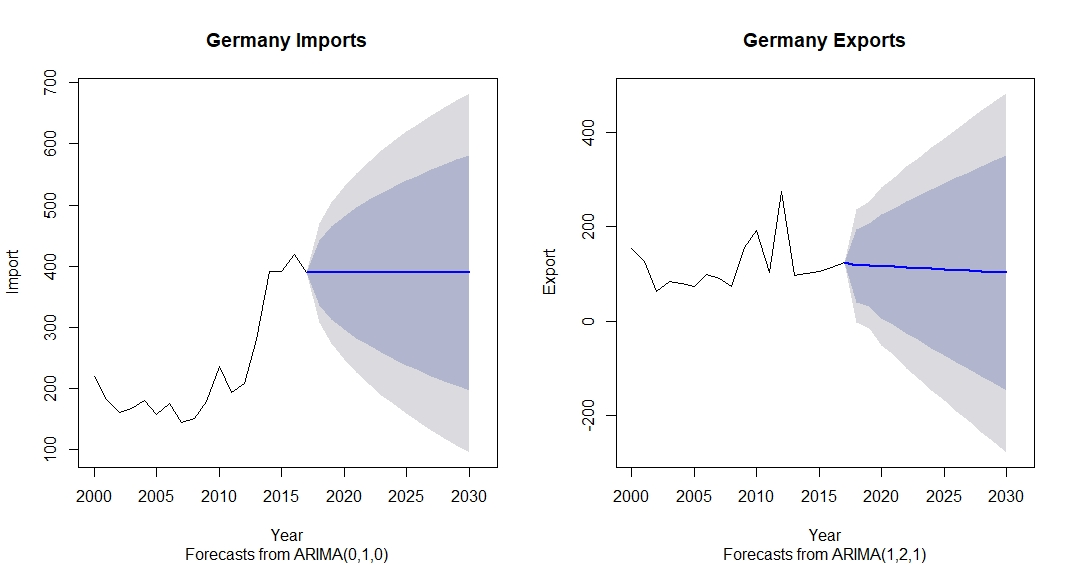 Germany Imports
700
600
500
400
300
200
100
Import
2000 2005 2010 2015 2020 2025 2030
Year
Forecasts from ARIMA(0,1,0)
Germany Exports
400
200
0
-200
Export
2000 2005 2010 2015 2020 2025 2030
Year
Forecasts from ARIMA(1,2,1)